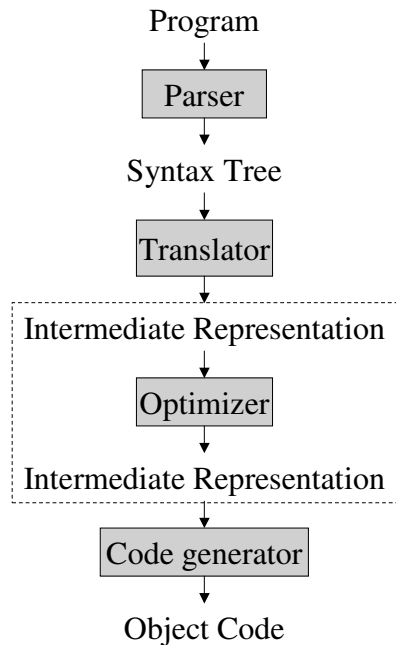 Program
Parser
Syntax Tree
Translator
Intermediate Representation
Optimizer
Intermediate Representation
Code generator
Object Code